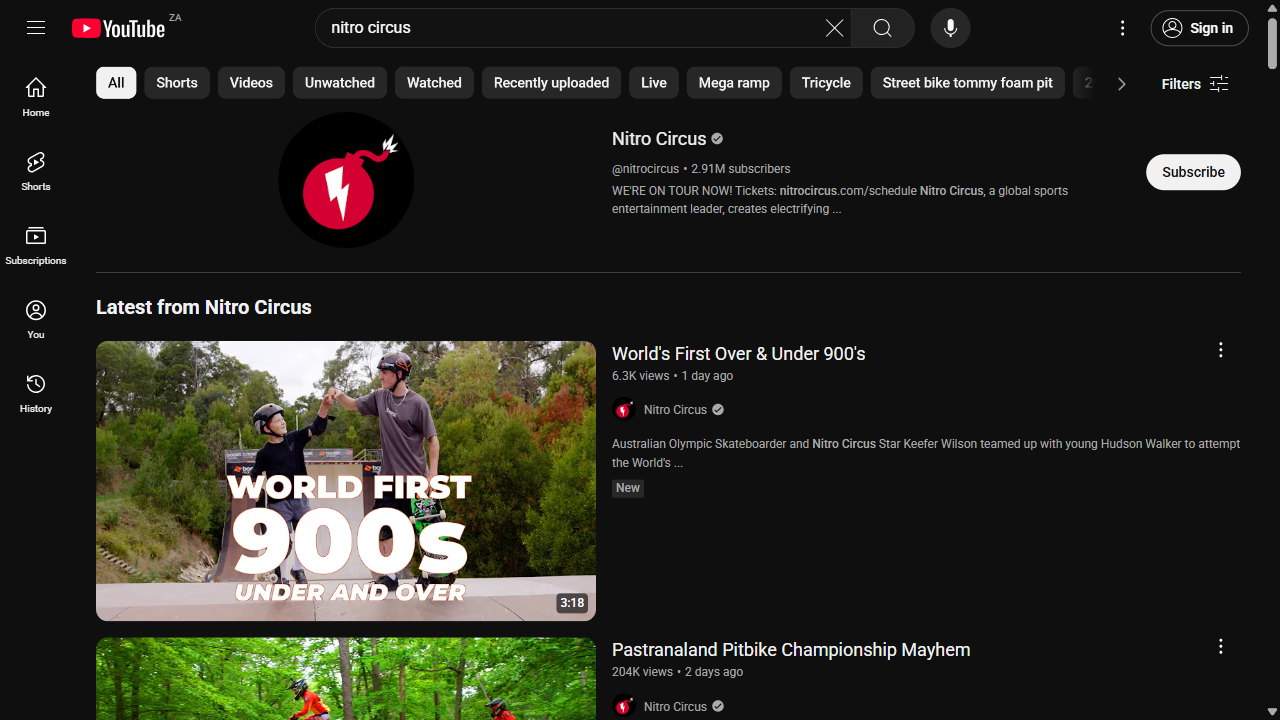 YouTube ZA
nitro circus
Sign in
Home
Shorts
Subscriptions
You
History
All
Shorts
Videos
Unwatched
Watched
Recently uploaded
Live
Mega ramp
Tricycle
Street bike tommy foam pit
Filters
Nitro Circus
@nitrocircus • 2.91M subscribers
WE'RE ON TOUR NOW! Tickets: nitrocircus.com/schedule Nitro Circus, a global sports
entertainment leader, creates electrifying ...
Subscribe
Latest from Nitro Circus
WORLD FIRST
900s
UNDER AND OVER
3:18
World's First Over & Under 900's
6.3K views • 1 day ago
Nitro Circus
Australian Olympic Skateboarder and Nitro Circus Star Keefer Wilson teamed up with young Hudson Walker to attempt
the World's ...
New
Pastranaland Pitbike Championship Mayhem
204K views • 2 days ago
Nitro Circus